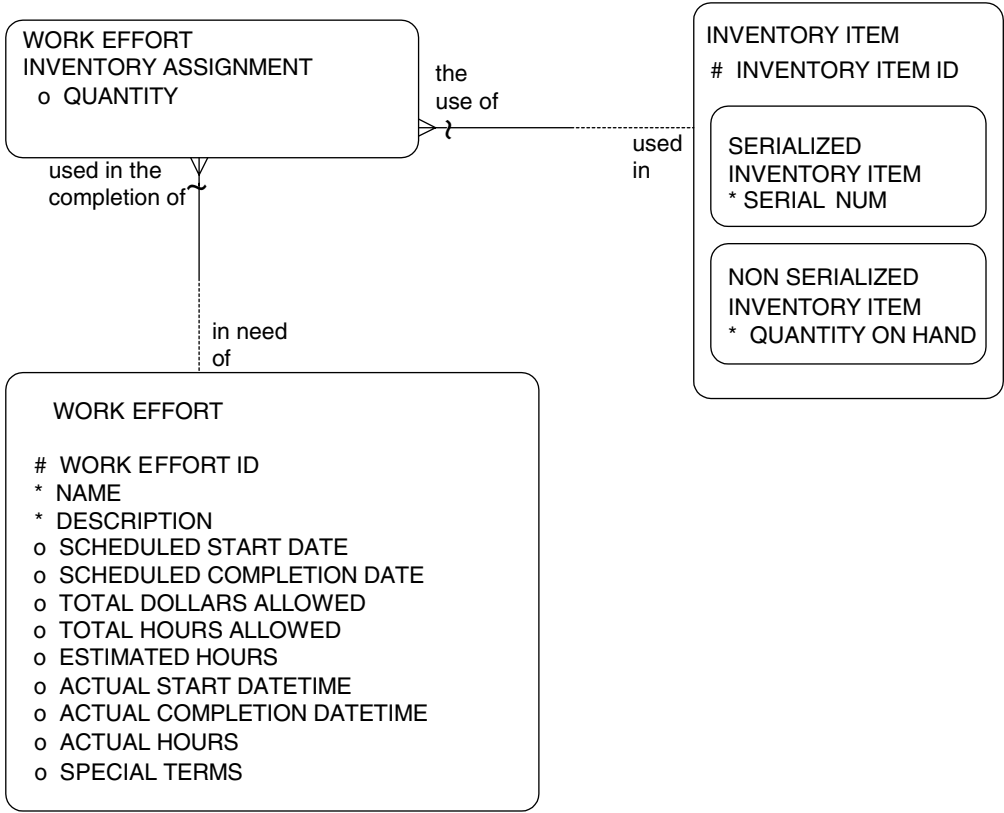 WORK EFFORT
INVENTORY ASSIGNMENT
o QUANTITY
the
use of
used
in
used in the
completion of
in need
of
INVENTORY ITEM
# INVENTORY ITEM ID
SERIALIZED
INVENTORY ITEM
* SERIAL NUM
NON SERIALIZED
INVENTORY ITEM
* QUANTITY ON HAND
WORK EFFORT
# WORK EFFORT ID
* NAME
* DESCRIPTION
o SCHEDULED START DATE
o SCHEDULED COMPLETION DATE
o TOTAL DOLLARS ALLOWED
o TOTAL HOURS ALLOWED
o ESTIMATED HOURS
o ACTUAL START DATETIME
o ACTUAL COMPLETION DATETIME
o ACTUAL HOURS
o SPECIAL TERMS